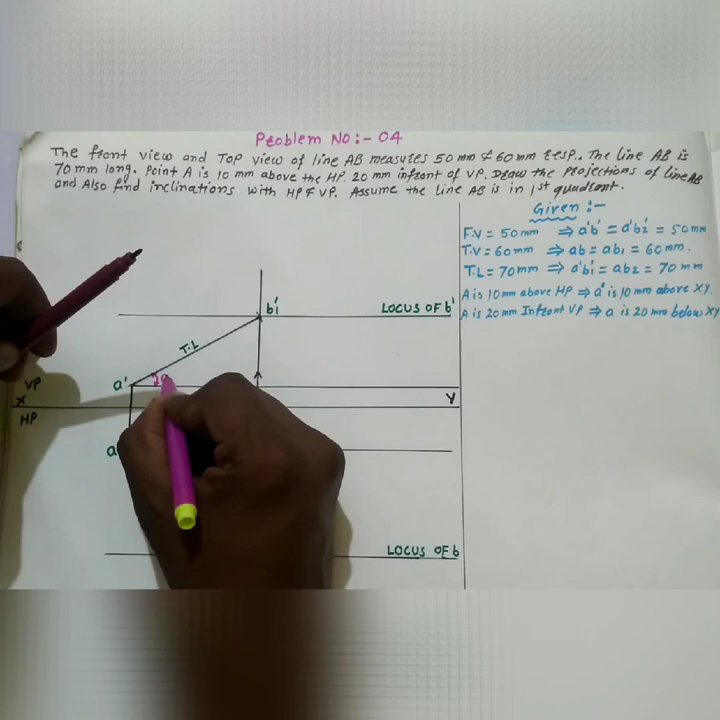 Problem NO:- 04
The front view and Top view of line AB measures 50 mm & 60 mm resp.. The line AB is
70 mm long. Point A is 10 mm above the HP. 20 mm infront of VP. Draw the projections of line AB
and Also find inclinations with HP & VP. Assume the line AB is in 1st quadrent.
Given :-
F.V = 50 mm ⇒ a'b' = a'b2' = 50 mm.
T.V = 60 mm ⇒ ab = ab1 = 60 mm.
T.L = 70 mm ⇒ a'b1' = ab2 = 70 mm
A is 10 mm above HP ⇒ a' is 10 mm above XY.
A is 20 mm Infront VP ⇒ a is 20 mm below XY
b1'
LOCUS OF b'
T.L
a'
VP
X
Y
HP
a
LOCUS OF b